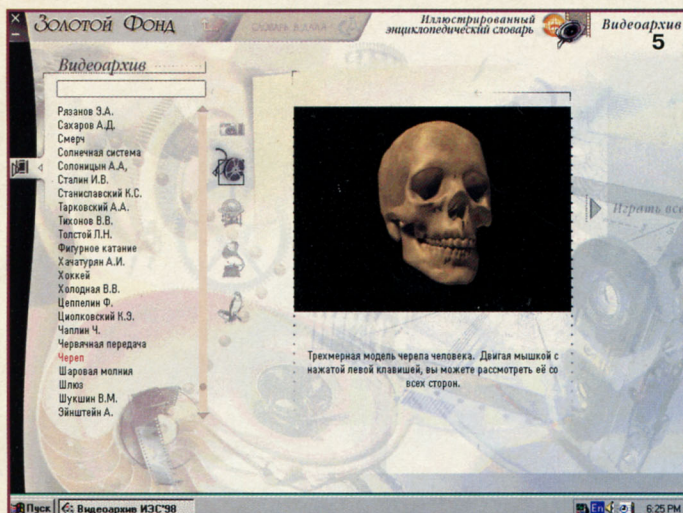 Золотой Фонд
СЛОВАРЬ В.ДАЛЯ
Иллюстрированный
энциклопедический словарь
Видеоархив
5
Видеоархив
Рязанов Э.А.
Сахаров А.Д.
Смерч
Солнечная система
Солоницын А.А,
Сталин И.В.
Станиславский К.С.
Тарковский А.А.
Тихонов В.В.
Толстой Л.Н.
Фигурное катание
Хачатурян А.И.
Хоккей
Холодная В.В.
Цеппелин Ф.
Циолковский К.Э.
Чаплин Ч.
Червячная передача
Череп
Шаровая молния
Шлюз
Шукшин В.М.
Эйнштейн А.
Играть все
Трехмерная модель черепа человека. Двигая мышкой с
нажатой левой клавишей, вы можете рассмотреть её со
всех сторон.
Пуск
Видеоархив ИЭС'98
En
6:25 PM